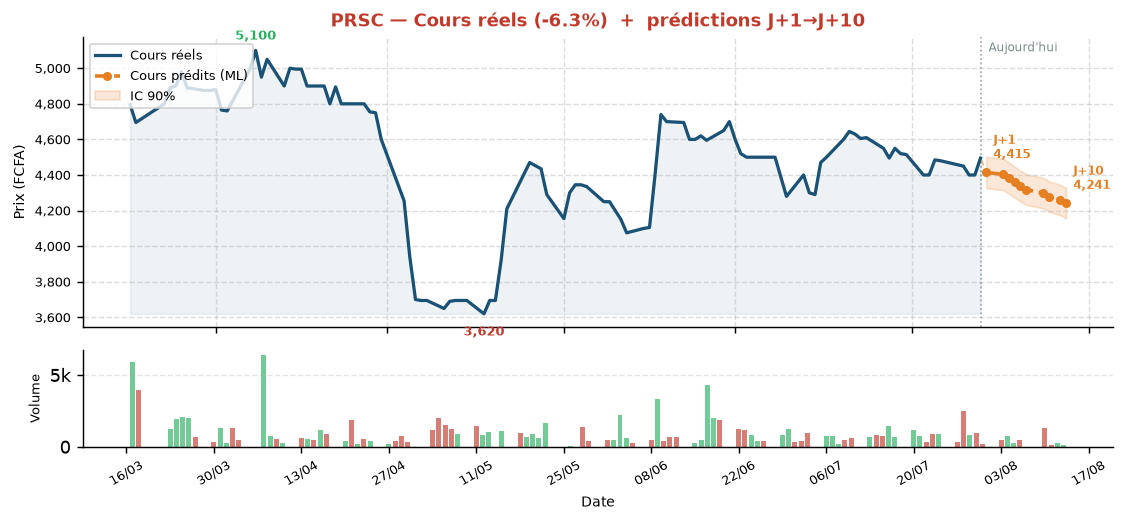 PRSC — Cours réels (-6.3%) + prédictions J+1→J+10
5,100
Aujourd'hui
Cours réels
Cours prédits (ML)
IC 90%
5,000
4,800
4,600
4,400
4,200
4,000
3,800
3,600
Prix (FCFA)
J+1
4,415
J+10
4,241
3,620
5k
0
Volume
16/03
30/03
13/04
27/04
11/05
25/05
08/06
22/06
06/07
20/07
03/08
17/08
Date